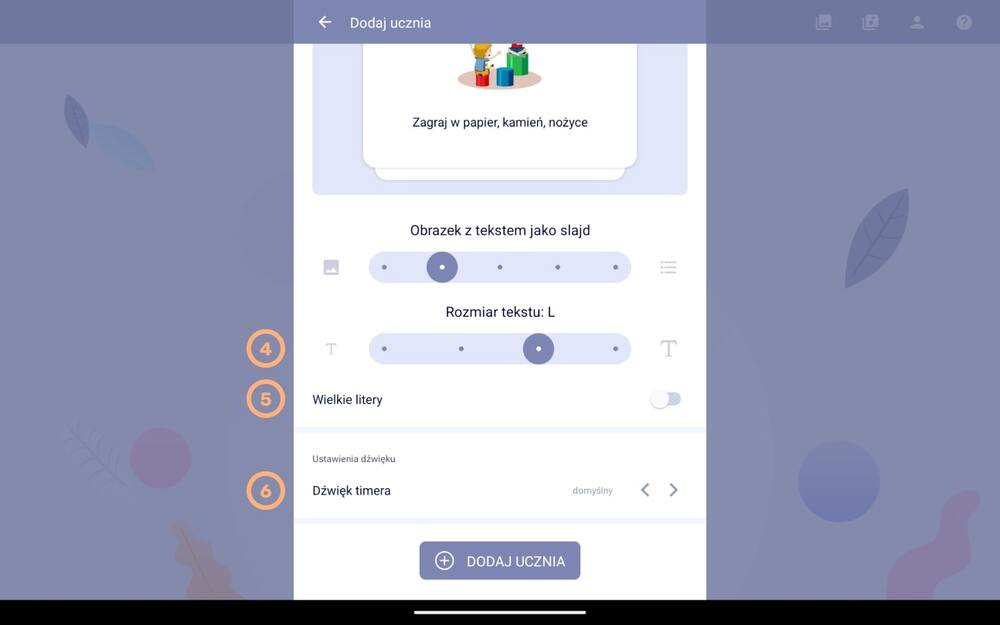 Dodaj ucznia
Zagraj w papier, kamień, nożyce
Obrazek z tekstem jako slajd
Rozmiar tekstu: L
4
T
T
5
Wielkie litery
Ustawienia dźwięku
6
Dźwięk timera
domyślny
DODAJ UCZNIA